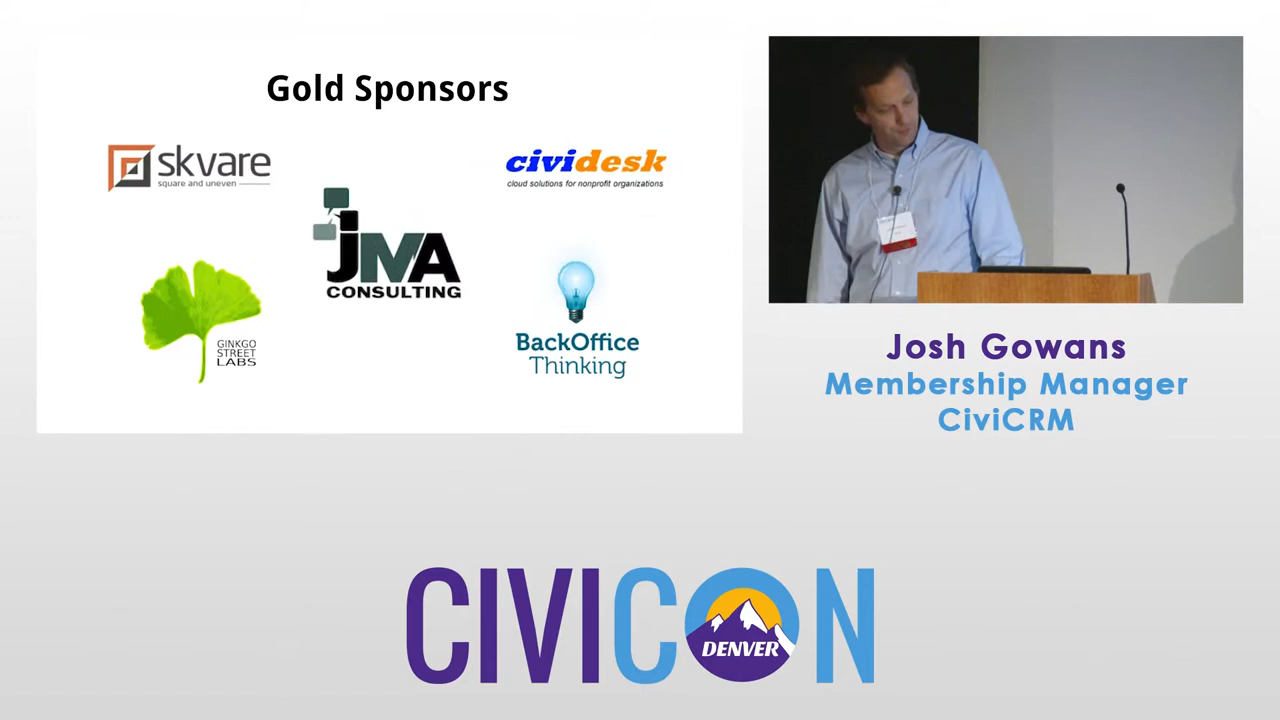 Gold Sponsors
skvare
square and uneven
cividesk
cloud solutions for nonprofit organizations
JMA
CONSULTING
GINKGO
STREET
LABS
BackOffice
Thinking
Josh Gowans
Membership Manager
CiviCRM
CIVICON
DENVER